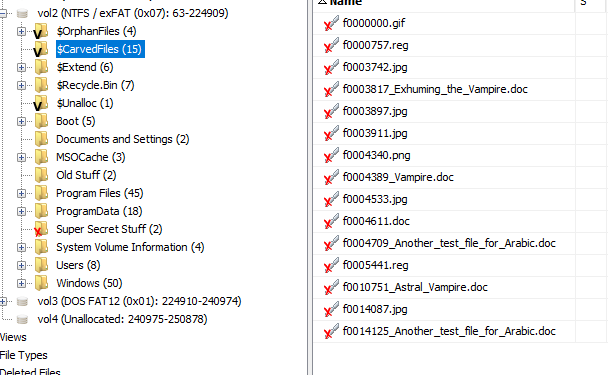 vol2 (NTFS / exFAT (0x07): 63-224909)
$OrphanFiles (4)
$CarvedFiles (15)
$Extend (6)
$Recycle.Bin (7)
$Unalloc (1)
Boot (5)
Documents and Settings (2)
MSOCache (3)
Old Stuff (2)
Program Files (45)
ProgramData (18)
Super Secret Stuff (2)
System Volume Information (4)
Users (8)
Windows (50)
vol3 (DOS FAT12 (0x01): 224910-240974)
vol4 (Unallocated: 240975-250878)
Views
File Types
Deleted Files
Name
S
f0000000.gif
f0000757.reg
f0003742.jpg
f0003817_Exhuming_the_Vampire.doc
f0003897.jpg
f0003911.jpg
f0004340.png
f0004389_Vampire.doc
f0004533.jpg
f0004611.doc
f0004709_Another_test_file_for_Arabic.doc
f0005441.reg
f0010751_Astral_Vampire.doc
f0014087.jpg
f0014125_Another_test_file_for_Arabic.doc